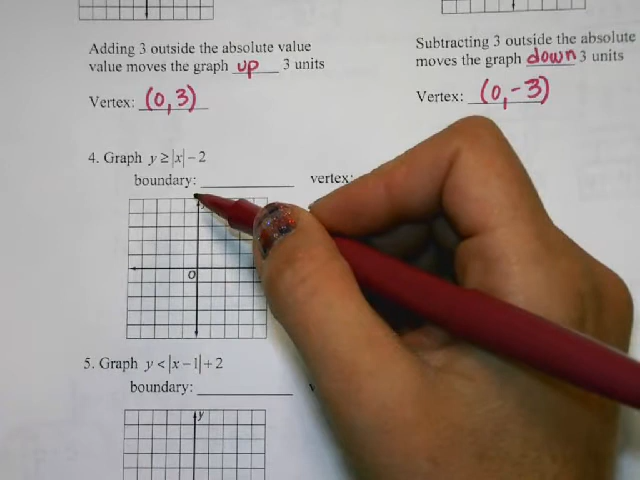 Adding 3 outside the absolute value
value moves the graph up 3 units
Vertex: (0, 3)
Subtracting 3 outside the absolute
moves the graph down 3 units
Vertex: (0, -3)
4. Graph y ≥ |x| - 2
boundary: vertex:
y
O
5. Graph y < |x - 1| + 2
boundary:
y